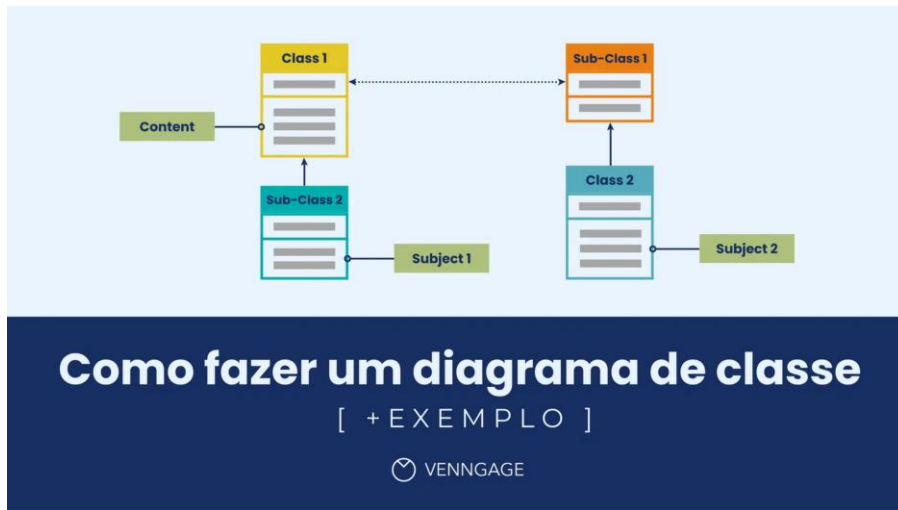 Class 1
Sub-Class 1
Content
Class 2
Sub-Class 2
Subject 1
Subject 2
Como fazer um diagrama de classe
[ +EXEMPLO ]
VENNGAGE